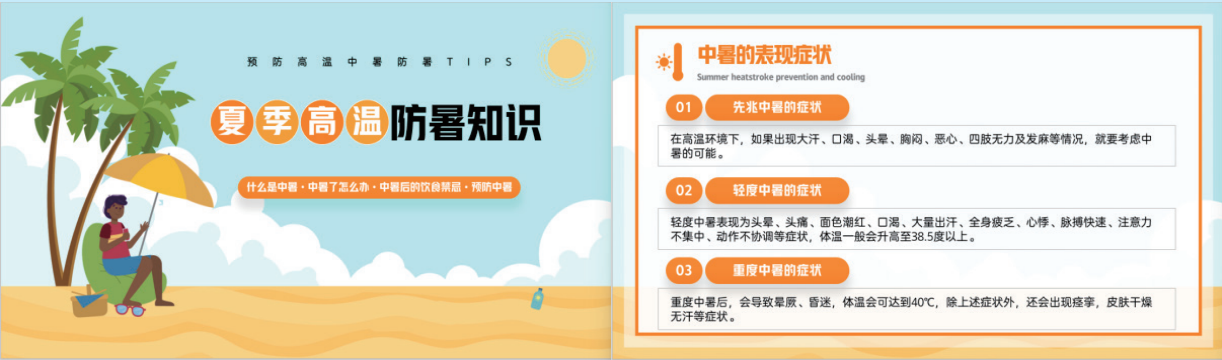 预防高温中暑防暑TIPS
夏季高温防暑知识
什么是中暑·中暑了怎么办·中暑后的饮食禁忌·预防中暑
中暑的表现症状
Summer heatstroke prevention and cooling
01 先兆中暑的症状
在高温环境下，如果出现大汗、口渴、头晕、胸闷、恶心、四肢无力及发麻等情况，就要考虑中
暑的可能。
02 轻度中暑的症状
轻度中暑表现为头晕、头痛、面色潮红、口渴、大量出汗、全身疲乏、心悸、脉搏快速、注意力
不集中、动作不协调等症状，体温一般会升高至38.5度以上。
03 重度中暑的症状
重度中暑后，会导致晕厥、昏迷，体温会可达到40℃，除上述症状外，还会出现痉挛，皮肤干燥
无汗等症状。